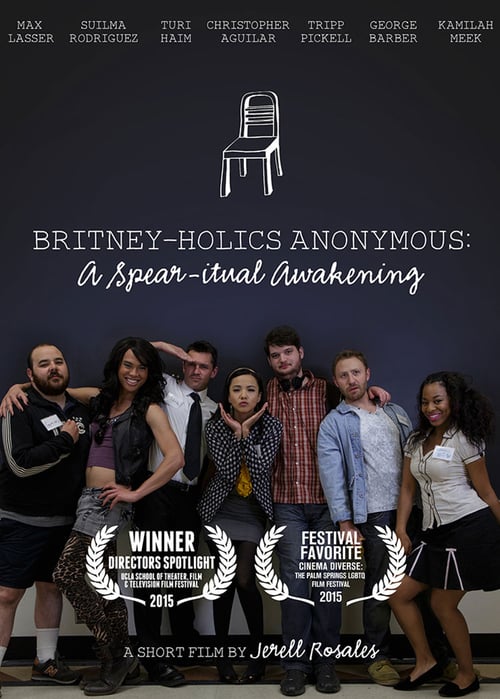 MAX LASSER
SUILMA RODRIGUEZ
TURI HAIM
CHRISTOPHER AGUILAR
TRIPP PICKELL
GEORGE BARBER
KAMILAH MEEK
BRITNEY-HOLICS ANONYMOUS:
A Spear-itual Awakening
WINNER
DIRECTORS SPOTLIGHT
UCLA SCHOOL OF THEATER, FILM
& TELEVISION FILM FESTIVAL
2015
FESTIVAL
FAVORITE
CINEMA DIVERSE:
THE PALM SPRINGS LGBTQ
FILM FESTIVAL
2015
A SHORT FILM BY Jerell Rosales